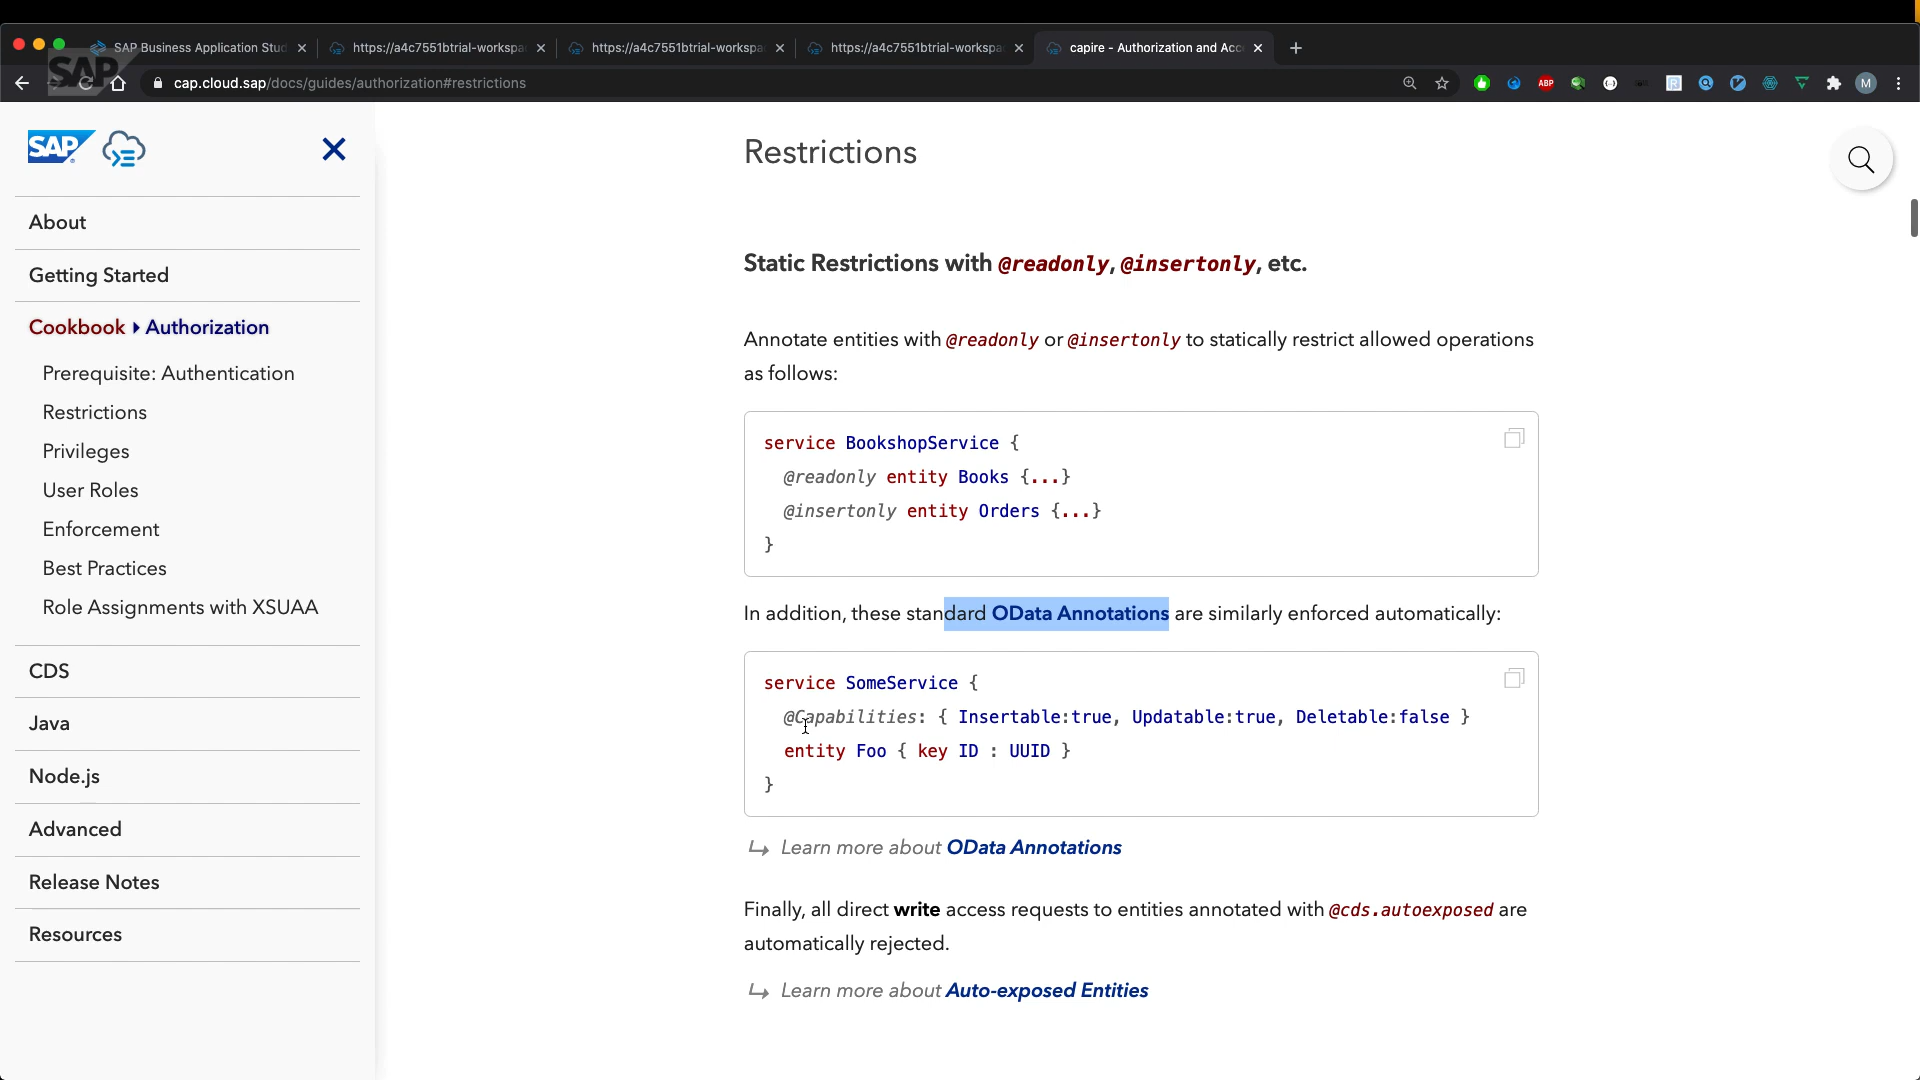 SAP Business Application Stud
https://a4c7551btrial-workspa
https://a4c7551btrial-workspa
https://a4c7551btrial-workspa
capire - Authorization and Acc
SAP
cap.cloud.sap/docs/guides/authorization#restrictions
ABP
M
SAP
About
Getting Started
Cookbook Authorization
Prerequisite: Authentication
Restrictions
Privileges
User Roles
Enforcement
Best Practices
Role Assignments with XSUAA
CDS
Java
Node.js
Advanced
Release Notes
Resources
Restrictions
Static Restrictions with @readonly, @insertonly, etc.
Annotate entities with @readonly or @insertonly to statically restrict allowed operations
as follows:
service BookshopService {
@readonly entity Books {...}
@insertonly entity Orders {...}
}
In addition, these standard OData Annotations are similarly enforced automatically:
service SomeService {
@Capabilities: { Insertable:true, Updatable:true, Deletable:false }
entity Foo { key ID : UUID }
}
Learn more about OData Annotations
Finally, all direct write access requests to entities annotated with @cds.autoexposed are
automatically rejected.
Learn more about Auto-exposed Entities